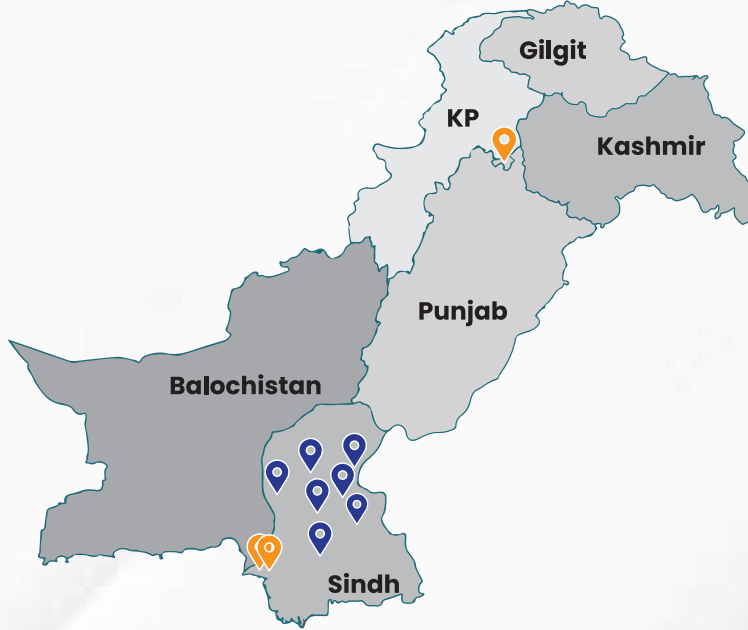 Gilgit
KP
Kashmir
Punjab
Balochistan
Sindh